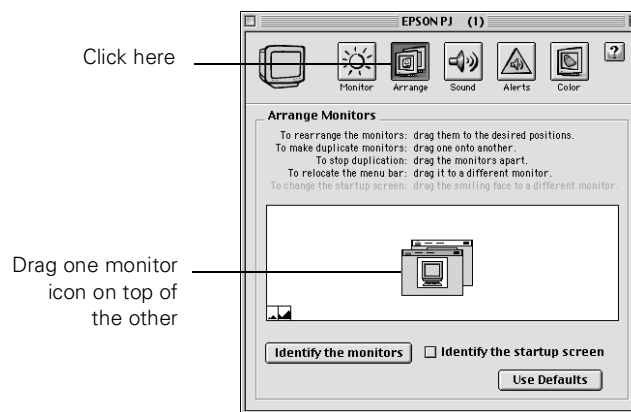 EPSON PJ (1)
Click here
Monitor Arrange Sound Alerts Color ?
Arrange Monitors
To rearrange the monitors: drag them to the desired positions.
To make duplicate monitors: drag one onto another.
To stop duplication: drag the monitors apart.
To relocate the menu bar: drag it to a different monitor.
To change the startup screen: drag the smiling face to a different monitor.
Drag one monitor
icon on top of
the other
Identify the monitors Identify the startup screen
Use Defaults